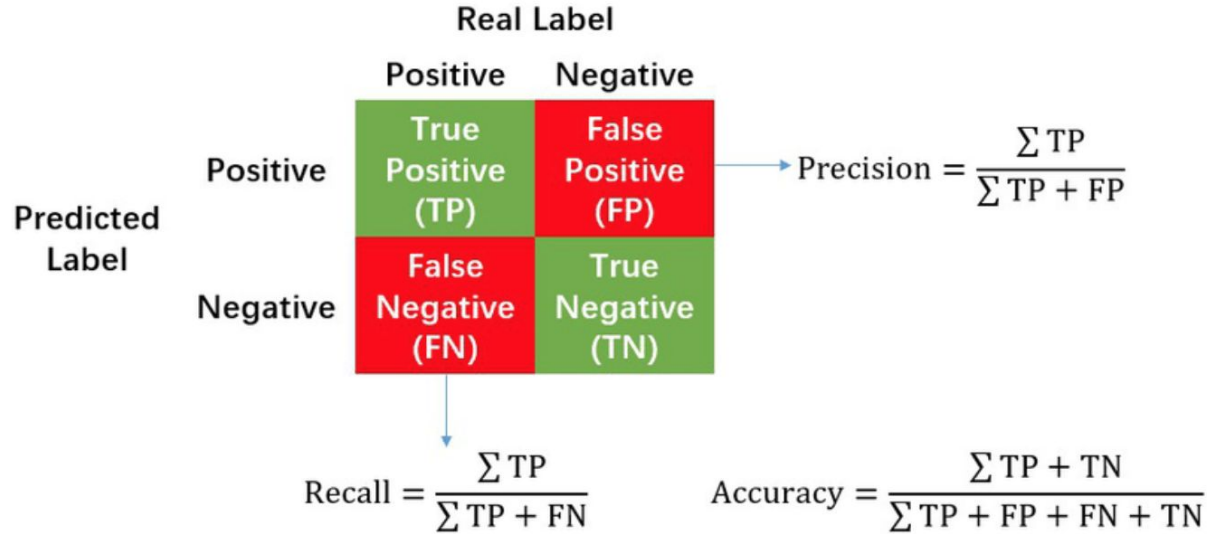 Real Label
Positive Negative
Predicted
Label
Positive
True
Positive
(TP)
False
Positive
(FP)
Precision = ∑ TP / ∑ TP + FP
Negative
False
Negative
(FN)
True
Negative
(TN)
Recall = ∑ TP / ∑ TP + FN
Accuracy = ∑ TP + TN / ∑ TP + FP + FN + TN